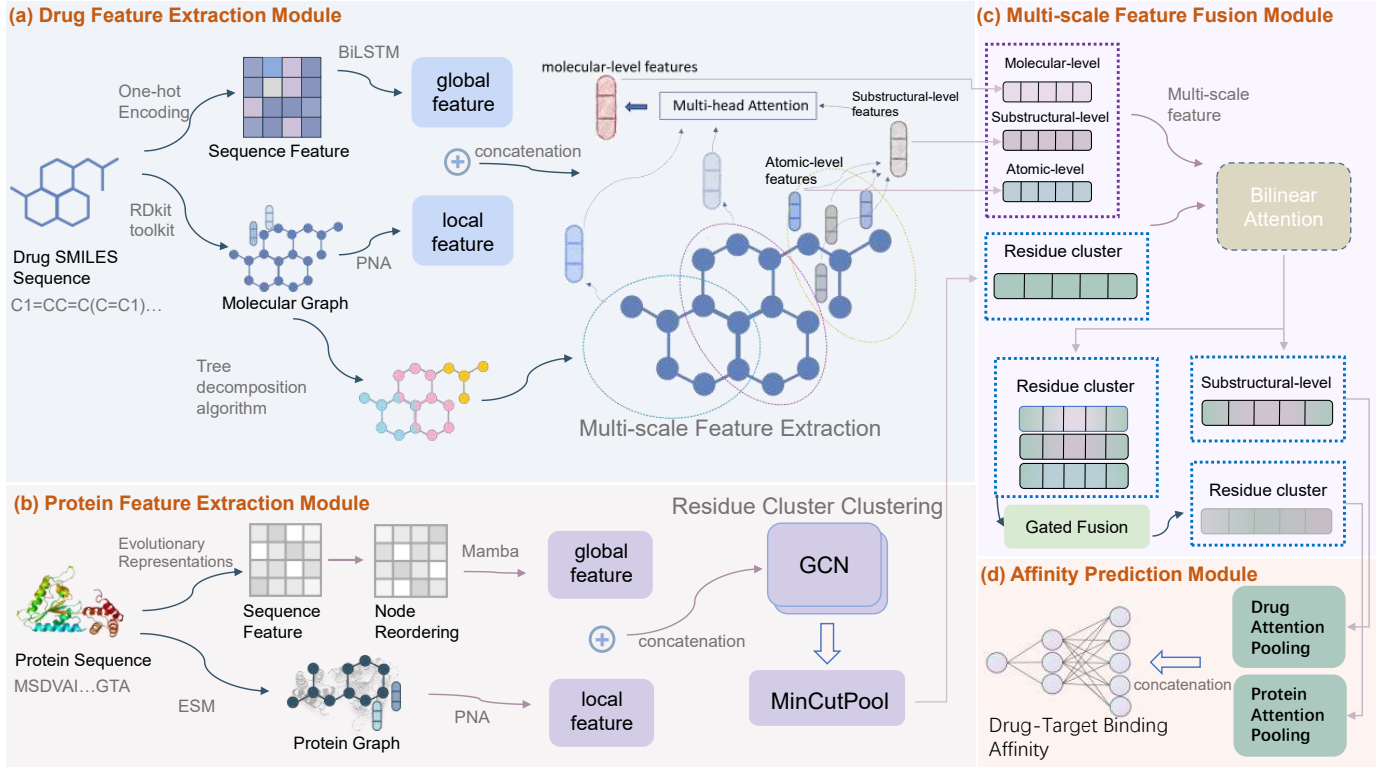 (a) Drug Feature Extraction Module
BiLSTM
One-hot
Encoding
Sequence Feature
global
feature
concatenation
RDkit
toolkit
Drug SMILES
Sequence
C1=CC=C(C=C1)…
Molecular Graph
PNA
local
feature
Tree
decomposition
algorithm
molecular-level features
Multi-head Attention
Substructural-level
features
Atomic-level
features
Multi-scale Feature Extraction
(b) Protein Feature Extraction Module
Evolutionary
Representations
Sequence
Feature
Node
Reordering
Mamba
global
feature
Protein Sequence
MSDVAI…GTA
ESM
Protein Graph
PNA
local
feature
concatenation
Residue Cluster Clustering
GCN
MinCutPool
(c) Multi-scale Feature Fusion Module
Molecular-level
Substructural-level
Atomic-level
Multi-scale
feature
Bilinear
Attention
Residue cluster
Residue cluster
Substructural-level
Gated Fusion
Residue cluster
(d) Affinity Prediction Module
Drug
Attention
Pooling
concatenation
Protein
Attention
Pooling
Drug-Target Binding
Affinity